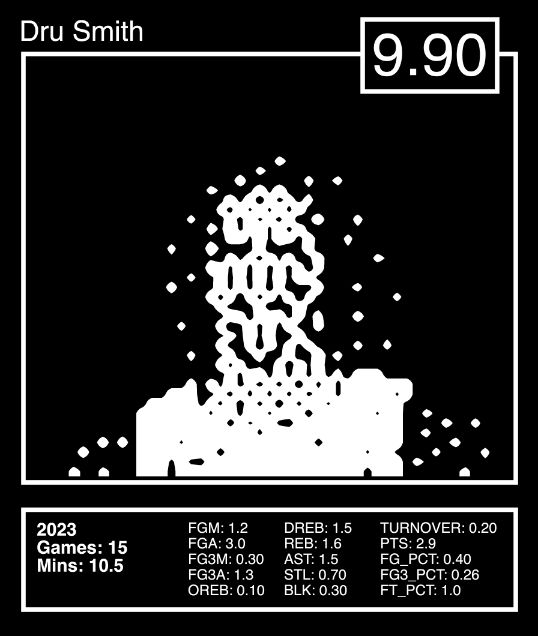 Dru Smith
9.90
2023
Games: 15
Mins: 10.5
FGM: 1.2
FGA: 3.0
FG3M: 0.30
FG3A: 1.3
OREB: 0.10
DREB: 1.5
REB: 1.6
AST: 1.5
STL: 0.70
BLK: 0.30
TURNOVER: 0.20
PTS: 2.9
FG_PCT: 0.40
FG3_PCT: 0.26
FT_PCT: 1.0